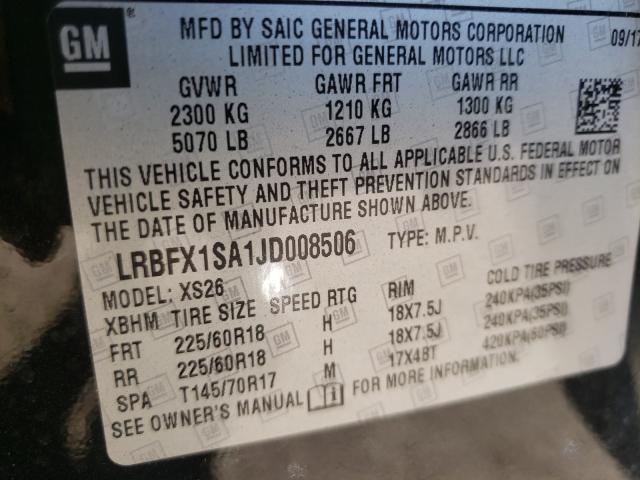 GM
MFD BY SAIC GENERAL MOTORS CORPORATION 09/17
LIMITED FOR GENERAL MOTORS LLC
GVWR GAWR FRT GAWR RR
2300 KG 1210 KG 1300 KG
5070 LB 2667 LB 2866 LB
THIS VEHICLE CONFORMS TO ALL APPLICABLE U.S. FEDERAL MOTOR
VEHICLE SAFETY AND THEFT PREVENTION STANDARDS IN EFFECT ON
THE DATE OF MANUFACTURE SHOWN ABOVE.
LRBFX1SA1JD008506 TYPE: M.P.V.
MODEL: XS26
XBHM TIRE SIZE SPEED RTG RIM COLD TIRE PRESSURE
FRT 225/60R18 H 18X7.5J 240KPA(35PSI)
RR 225/60R18 H 18X7.5J 240KPA(35PSI)
SPA T145/70R17 M 17X4BT 420KPA(60PSI)
SEE OWNER'S MANUAL FOR MORE INFORMATION.